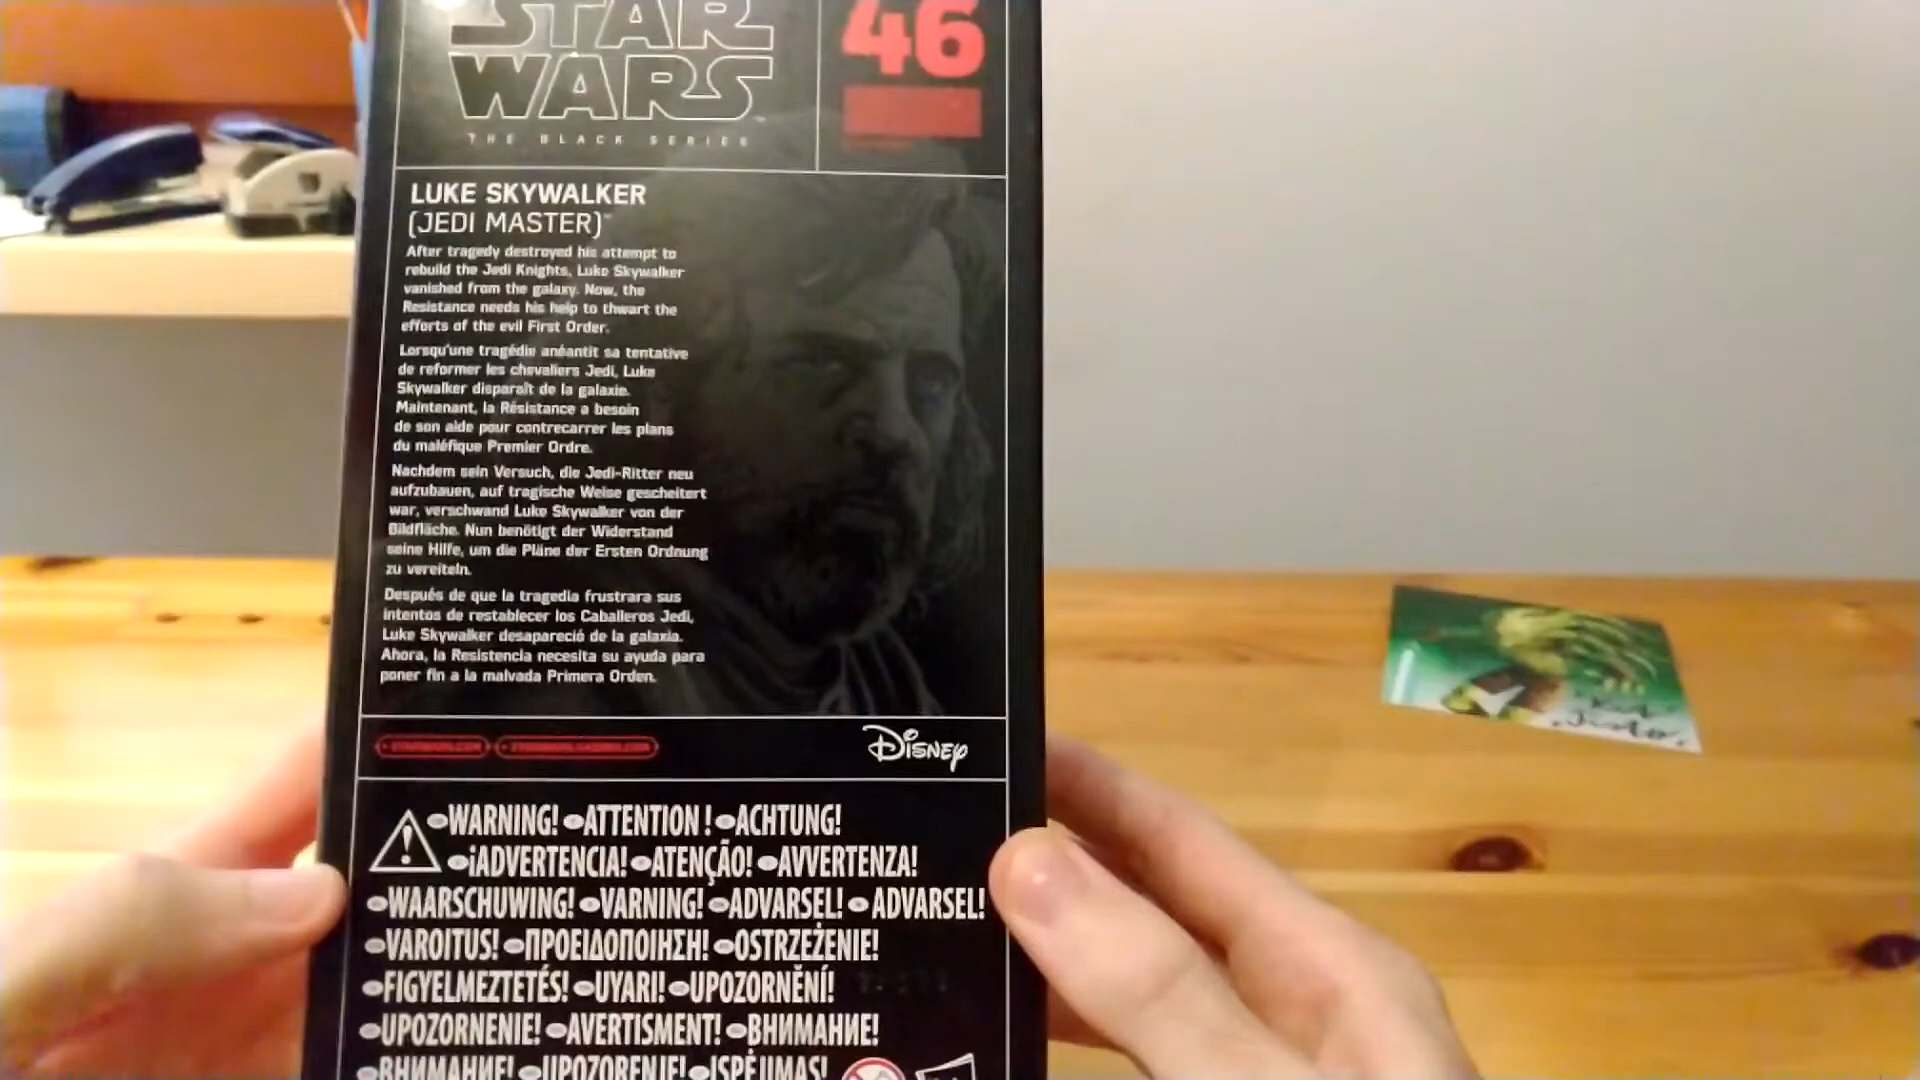 STAR
WARS
THE BLACK SERIES
46
LUKE SKYWALKER
(JEDI MASTER)™
After tragedy destroyed his attempt to
rebuild the Jedi Knights, Luke Skywalker
vanished from the galaxy. Now, the
Resistance needs his help to thwart the
efforts of the evil First Order.
Lorsqu'une tragédie anéantit sa tentative
de reformer les chevaliers Jedi, Luke
Skywalker disparaît de la galaxie.
Maintenant, la Résistance a besoin
de son aide pour contrecarrer les plans
du maléfique Premier Ordre.
Nachdem sein Versuch, die Jedi-Ritter neu
aufzubauen, auf tragische Weise gescheitert
war, verschwand Luke Skywalker von der
Bildfläche. Nun benötigt der Widerstand
seine Hilfe, um die Pläne der Ersten Ordnung
zu vereiteln.
Después de que la tragedia frustrara sus
intentos de restablecer los Caballeros Jedi,
Luke Skywalker desapareció de la galaxia.
Ahora, la Resistencia necesita su ayuda para
poner fin a la malvada Primera Orden.
STARWARS.COM
Disney
WARNING! ATTENTION ! ACHTUNG!
¡ADVERTENCIA! ATENÇÃO! AVVERTENZA!
WAARSCHUWING! VARNING! ADVARSEL! ADVARSEL!
VAROITUS! ΠΡΟΕΙΔΟΠΟΙΗΣΗ! OSTRZEŻENIE!
FIGYELMEZTETÉS! UYARI! UPOZORNĚNÍ!
UPOZORNENIE! AVERTISMENT! ВНИМАНИЕ!
ВНИМАНИЕ! UPOZORENJE! ĮSPĖJIMAS!